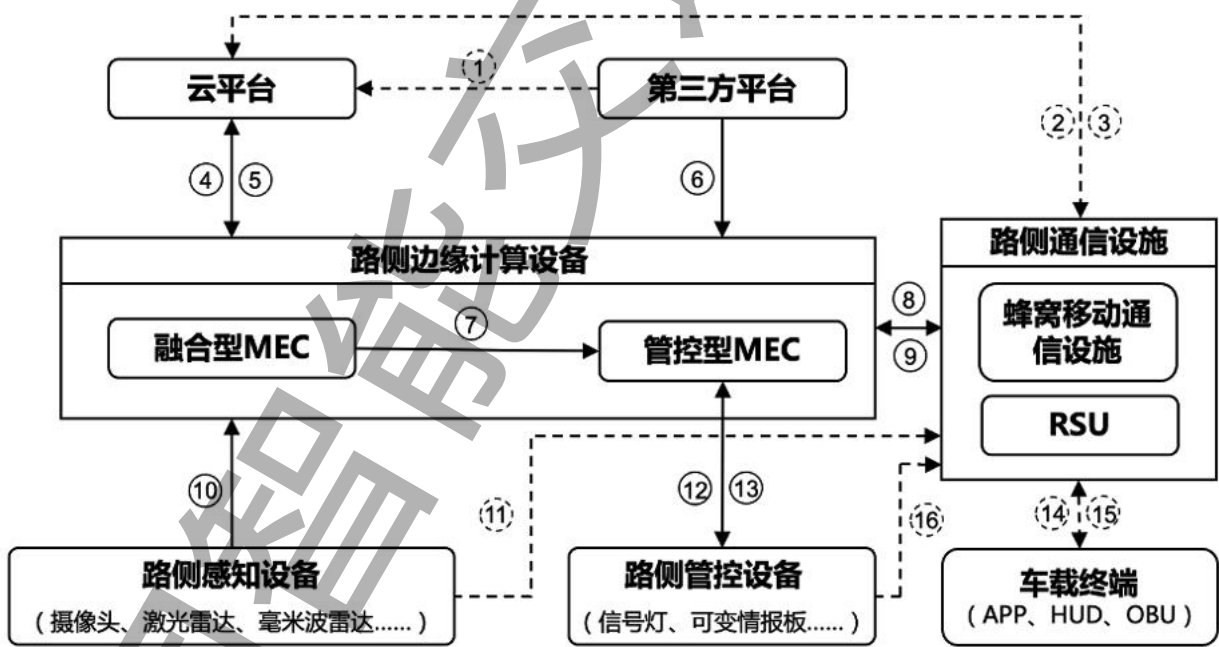 云平台
①
第三方平台
②
③
④
⑤
⑥
路侧边缘计算设备
路侧通信设施
融合型MEC
⑦
管控型MEC
⑧
⑨
蜂窝移动通
信设施
RSU
⑩
⑪
⑫
⑬
⑭
⑮
⑯
路侧感知设备
（摄像头、激光雷达、毫米波雷达……）
路侧管控设备
（信号灯、可变情报板……）
车载终端
（APP、HUD、OBU）
智能交